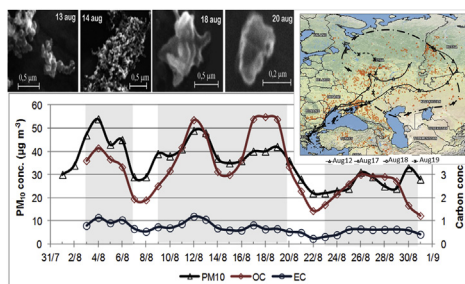 13 aug
14 aug
18 aug
20 aug
0,5 µm
0,5 µm
0,5 µm
0,2 µm
Aug12 Aug17 Aug18 Aug19
PM10 conc. (µg m-3)
60
50
40
30
20
10
0
Carbon conc
3
2
1
0
31/7 2/8 4/8 6/8 8/8 10/8 12/8 14/8 16/8 18/8 20/8 22/8 24/8 26/8 28/8 30/8 1/9
PM10 OC EC